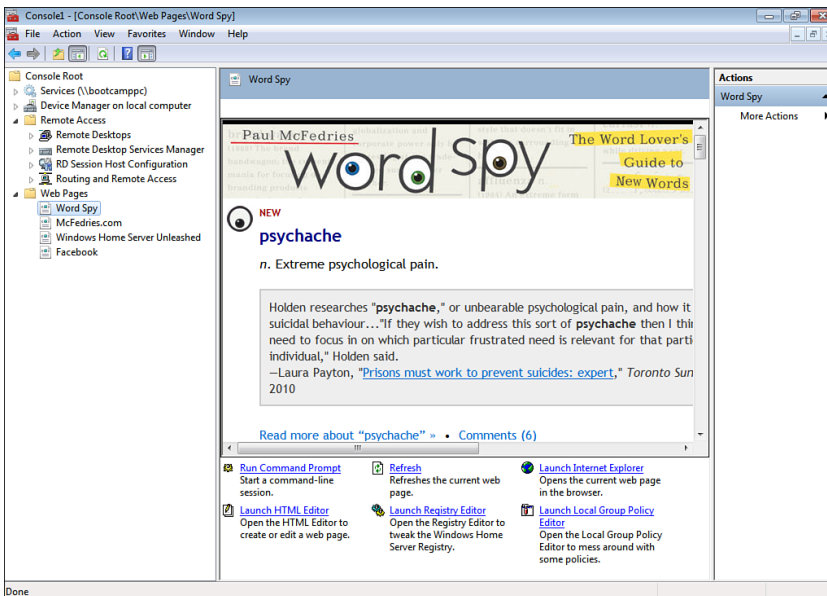 Console1 - [Console Root\Web Pages\Word Spy]
File Action View Favorites Window Help
Console Root
Services (\\bootcamppc)
Device Manager on local computer
Remote Access
Remote Desktops
Remote Desktop Services Manager
RD Session Host Configuration
Routing and Remote Access
Web Pages
Word Spy
McFedries.com
Windows Home Server Unleashed
Facebook
Word Spy
Paul McFedries
word spy
The Word Lover's
Guide to
New Words
NEW
psychache
n. Extreme psychological pain.
Holden researches "psychache," or unbearable psychological pain, and how it
suicidal behaviour..."If they wish to address this sort of psychache then I
need to focus in on which particular frustrated need is relevant for that
individual," Holden said.
—Laura Payton, "Prisons must work to prevent suicides: expert," Toronto Sun
2010
Read more about “psychache” » • Comments (6)
Run Command Prompt
Start a command-line
session.
Refresh
Refreshes the current web
page.
Launch Internet Explorer
Opens the current web page
in the browser.
Launch HTML Editor
Open the HTML Editor to
create or edit a web page.
Launch Registry Editor
Open the Registry Editor to
tweak the Windows Home
Server Registry.
Launch Local Group Policy
Editor
Open the Local Group Policy
Editor to mess around with
some policies.
Actions
Word Spy
More Actions
Done